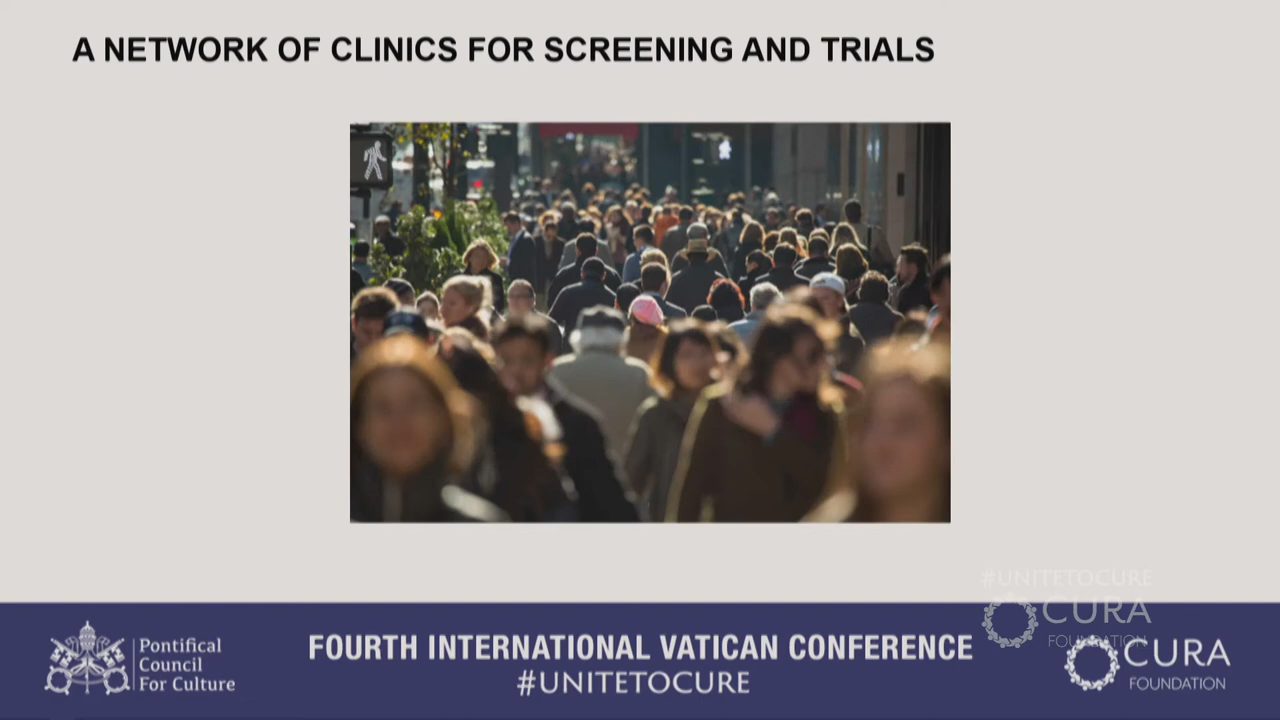 A NETWORK OF CLINICS FOR SCREENING AND TRIALS
#UNITETOCURE
CURA
FOUNDATION
Pontifical
Council
For Culture
FOURTH INTERNATIONAL VATICAN CONFERENCE
#UNITETOCURE
CURA
FOUNDATION